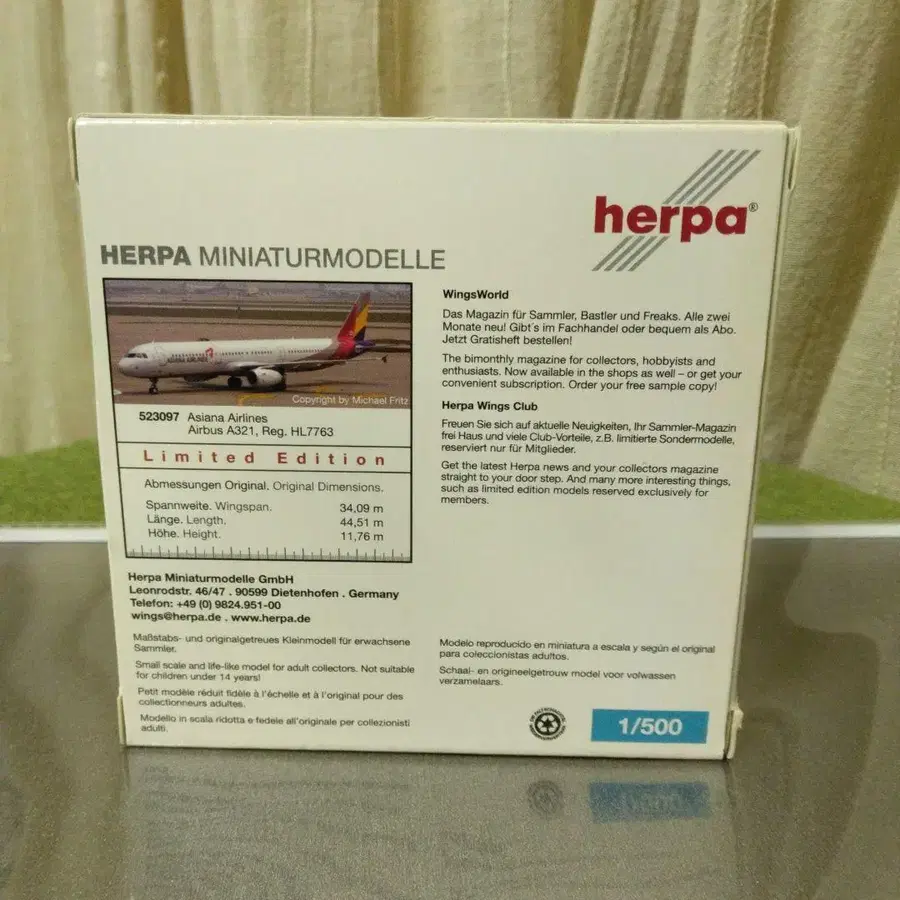 herpa®
HERPA MINIATURMODELLE
ASIANA AIRLINES
Copyright by Michael Fritz
523097 Asiana Airlines
Airbus A321, Reg. HL7763
Limited Edition
Abmessungen Original. Original Dimensions.
Spannweite. Wingspan. 34,09 m
Länge. Length. 44,51 m
Höhe. Height. 11,76 m
WingsWorld
Das Magazin für Sammler, Bastler und Freaks. Alle zwei
Monate neu! Gibt´s im Fachhandel oder bequem als Abo.
Jetzt Gratisheft bestellen!
The bimonthly magazine for collectors, hobbyists and
enthusiasts. Now available in the shops as well – or get your
convenient subscription. Order your free sample copy!
Herpa Wings Club
Freuen Sie sich auf aktuelle Neuigkeiten, Ihr Sammler-Magazin
frei Haus und viele Club-Vorteile, z.B. limitierte Sondermodelle,
reserviert nur für Mitglieder.
Get the latest Herpa news and your collectors magazine
straight to your door step. And many more interesting things,
such as limited edition models reserved exclusively for
members.
Herpa Miniaturmodelle GmbH
Leonrodstr. 46/47 . 90599 Dietenhofen . Germany
Telefon: +49 (0) 9824.951-00
wings@herpa.de . www.herpa.de
Maßstabs- und originalgetreues Kleinmodell für erwachsene
Sammler.
Small scale and life-like model for adult collectors. Not suitable
for children under 14 years!
Petit modèle réduit fidèle à l'échelle et à l'original pour des
collectionneurs adultes.
Modello in scala ridotta e fedele all'originale per collezionisti
adulti.
Modelo reproducido en miniatura a escala y según el original
para coleccionistas adultos.
Schaal- en origineelgetrouw model voor volwassen
verzamelaars.
1/500